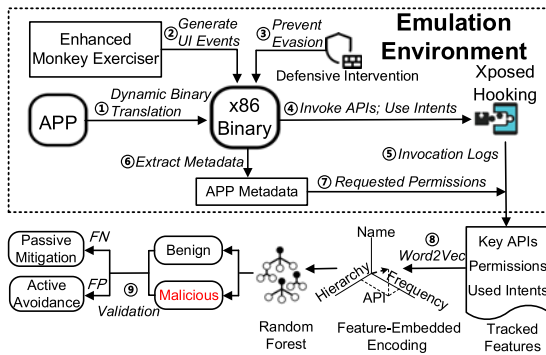 Emulation
Environment
Enhanced
Monkey Exerciser
② Generate
UI Events
③ Prevent
Evasion
Defensive Intervention
Xposed
Hooking
APP
① Dynamic Binary
Translation
x86
Binary
④ Invoke APIs; Use Intents
⑤ Invocation Logs
⑥ Extract Metadata
APP Metadata
⑦ Requested Permissions
Key APIs
Permissions
Used Intents
Tracked
Features
⑧
Word2Vec
Name
Hierarchy
Frequency
API
Feature-Embedded
Encoding
Random
Forest
Benign
Malicious
⑨
Validation
FN
FP
Passive
Mitigation
Active
Avoidance